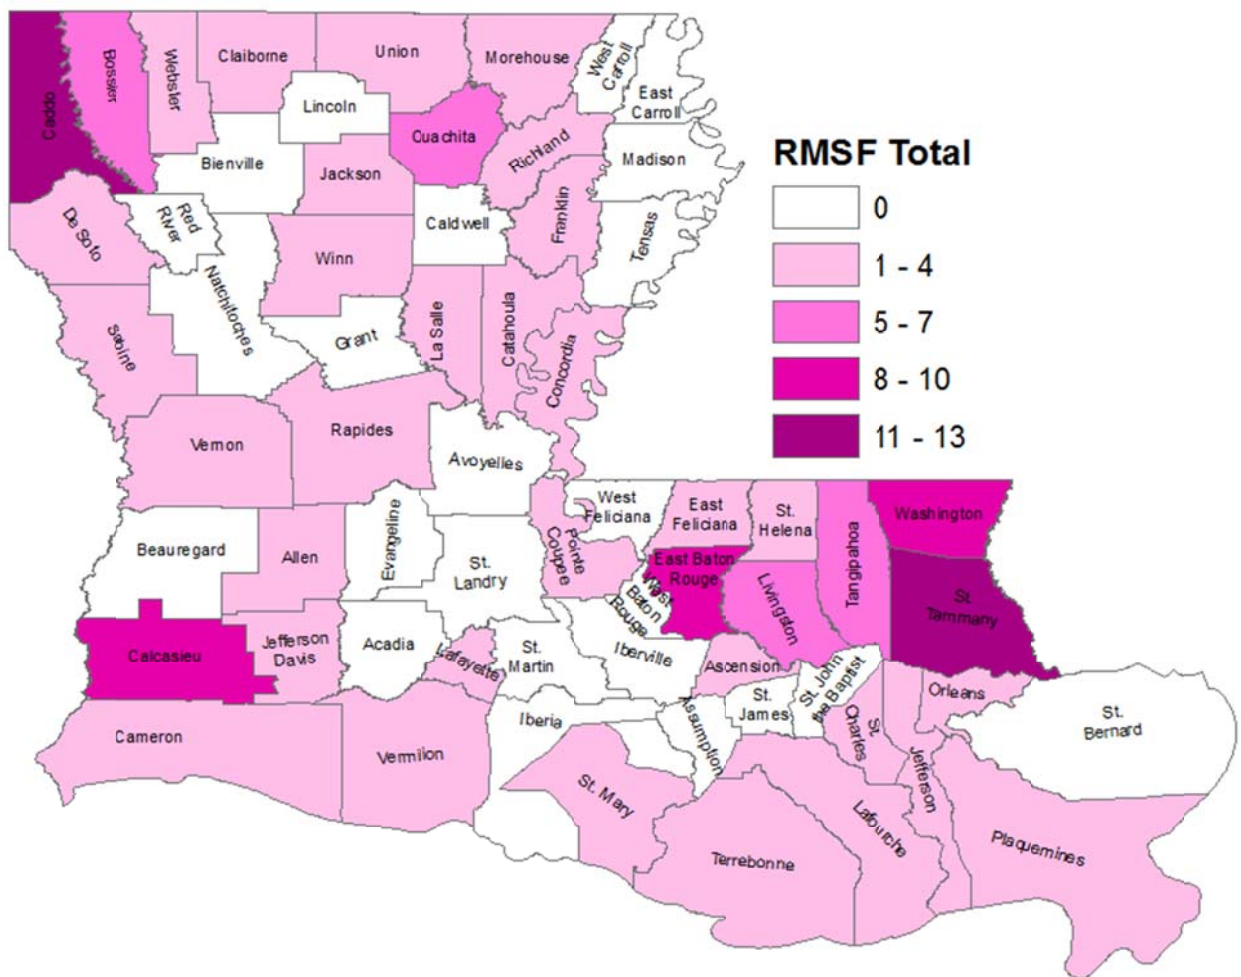 RMSF Total
0
1 - 4
5 - 7
8 - 10
11 - 13
Caddo
Bossier
Webster
Claiborne
Union
Morehouse
West
Carroll
East
Carroll
Lincoln
Ouachita
Richland
Madison
Bienville
Jackson
Franklin
Tensas
Caldwell
De Soto
Red
River
Winn
Natchitoches
Grant
La Salle
Catahoula
Concordia
Sabine
Vernon
Rapides
Avoyelles
Beauregard
Allen
Evangeline
St.
Landry
Pointe
Coupee
West
Feliciana
East
Feliciana
St.
Helena
Tangipahoa
Washington
East Baton
Rouge
West
Baton
Rouge
Livingston
St.
Tammany
Calcasieu
Jefferson
Davis
Acadia
Lafayette
St.
Martin
Iberville
Ascension
St. John
the Baptist
St.
James
Assumption
St.
Charles
Orleans
St.
Bernard
Cameron
Vermilon
Iberia
St. Mary
Terrebonne
Lafourche
Jefferson
Plaquemines